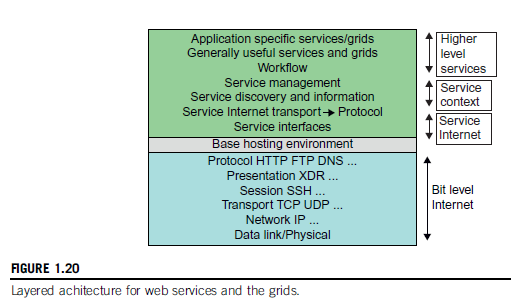 Application specific services/grids
Generally useful services and grids
Workflow
Service management
Service discovery and information
Service Internet transport → Protocol
Service interfaces
Base hosting environment
Protocol HTTP FTP DNS ...
Presentation XDR ...
Session SSH ...
Transport TCP UDP ...
Network IP ...
Data link/Physical
Higher
level
services
Service
context
Service
Internet
Bit level
Internet
FIGURE 1.20
Layered achitecture for web services and the grids.